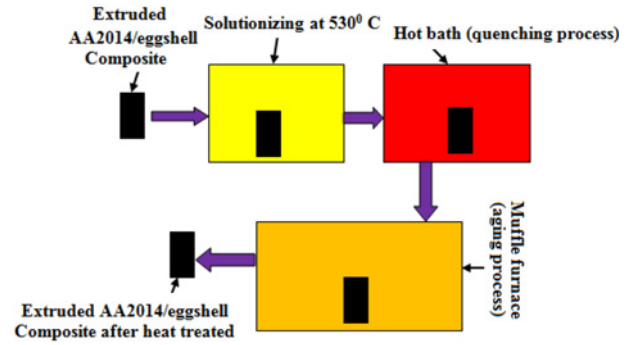 Extruded
AA2014/eggshell
Composite
Solutionizing at 530⁰ C
Hot bath (quenching process)
Muffle furnace
(aging process)
Extruded AA2014/eggshell
Composite after heat treated